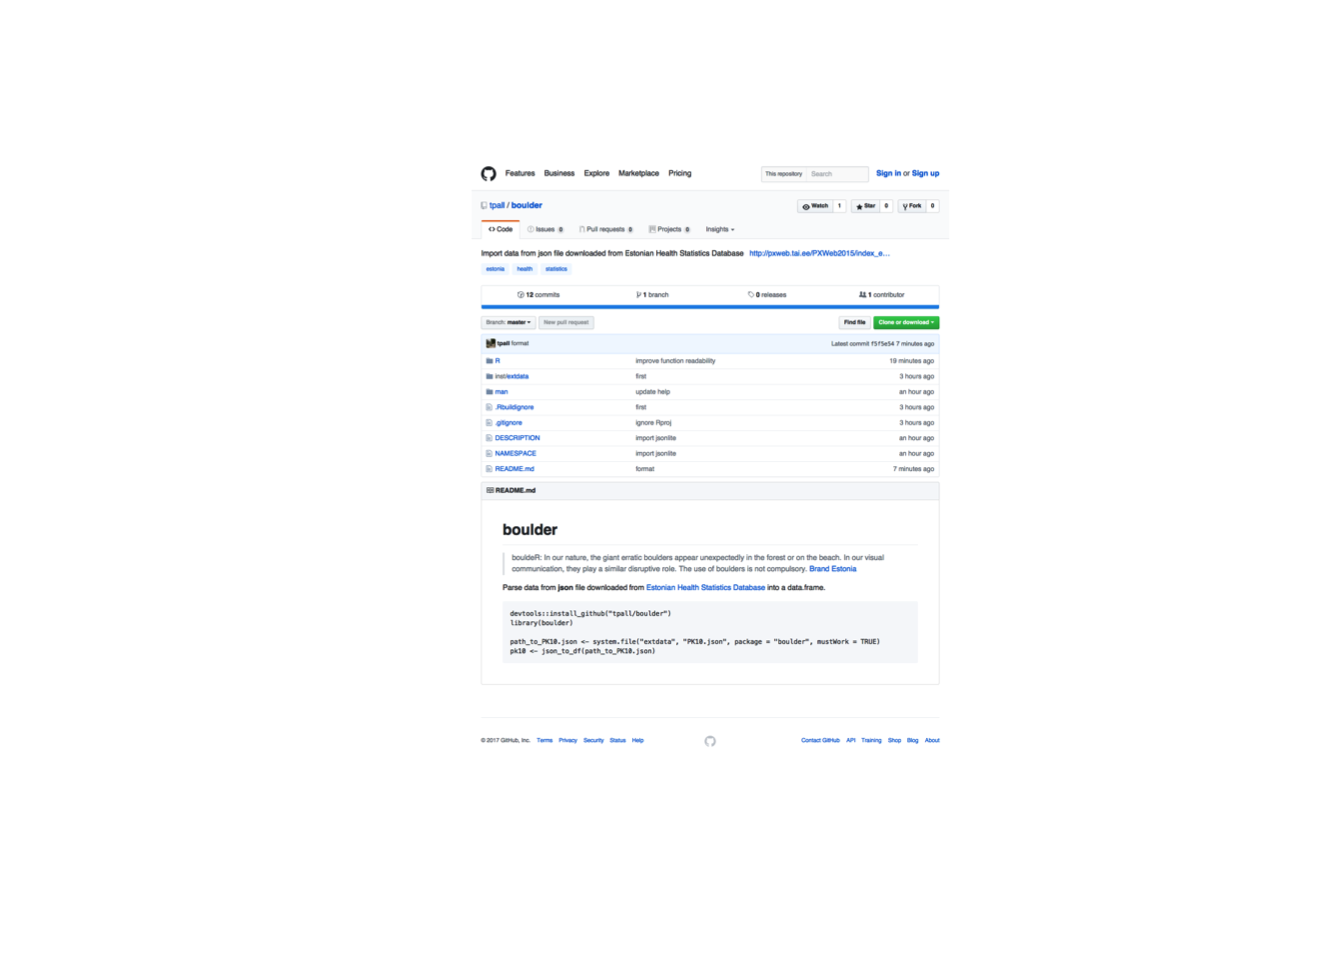 Features Business Explore Marketplace Pricing This repository Search Sign in or Sign up
tpall / boulder Watch 1 Star 0 Fork 0
<> Code Issues 0 Pull requests 0 Projects 0 Insights
Import data from json file downloaded from Estonian Health Statistics Database http://pxweb.tai.ee/PXWeb2015/index_e…
estonia health statistics
12 commits 1 branch 0 releases 1 contributor
Branch: master New pull request Find file Clone or download
tpall format Latest commit f5f5e54 7 minutes ago
R improve function readability 19 minutes ago
inst/extdata first 3 hours ago
man update help an hour ago
.Rbuildignore first 3 hours ago
.gitignore ignore Rproj 3 hours ago
DESCRIPTION import jsonlite an hour ago
NAMESPACE import jsonlite an hour ago
README.md format 7 minutes ago
README.md
boulder
bouldeR: In our nature, the giant erratic boulders appear unexpectedly in the forest or on the beach. In our visual
communication, they play a similar disruptive role. The use of boulders is not compulsory. Brand Estonia
Parse data from json file downloaded from Estonian Health Statistics Database into a data.frame.
devtools::install_github("tpall/boulder")
library(boulder)
path_to_PK10.json <- system.file("extdata", "PK10.json", package = "boulder", mustWork = TRUE)
pk10 <- json_to_df(path_to_PK10.json)
© 2017 GitHub, Inc. Terms Privacy Security Status Help Contact GitHub API Training Shop Blog About